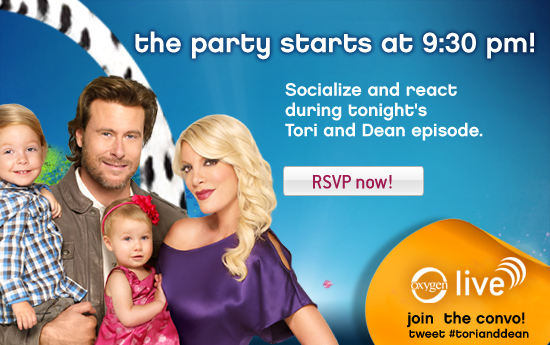 the party starts at 9:30 pm!
Socialize and react
during tonight's
Tori and Dean episode.
RSVP now!
oxygen live
join the convo!
tweet #torianddean